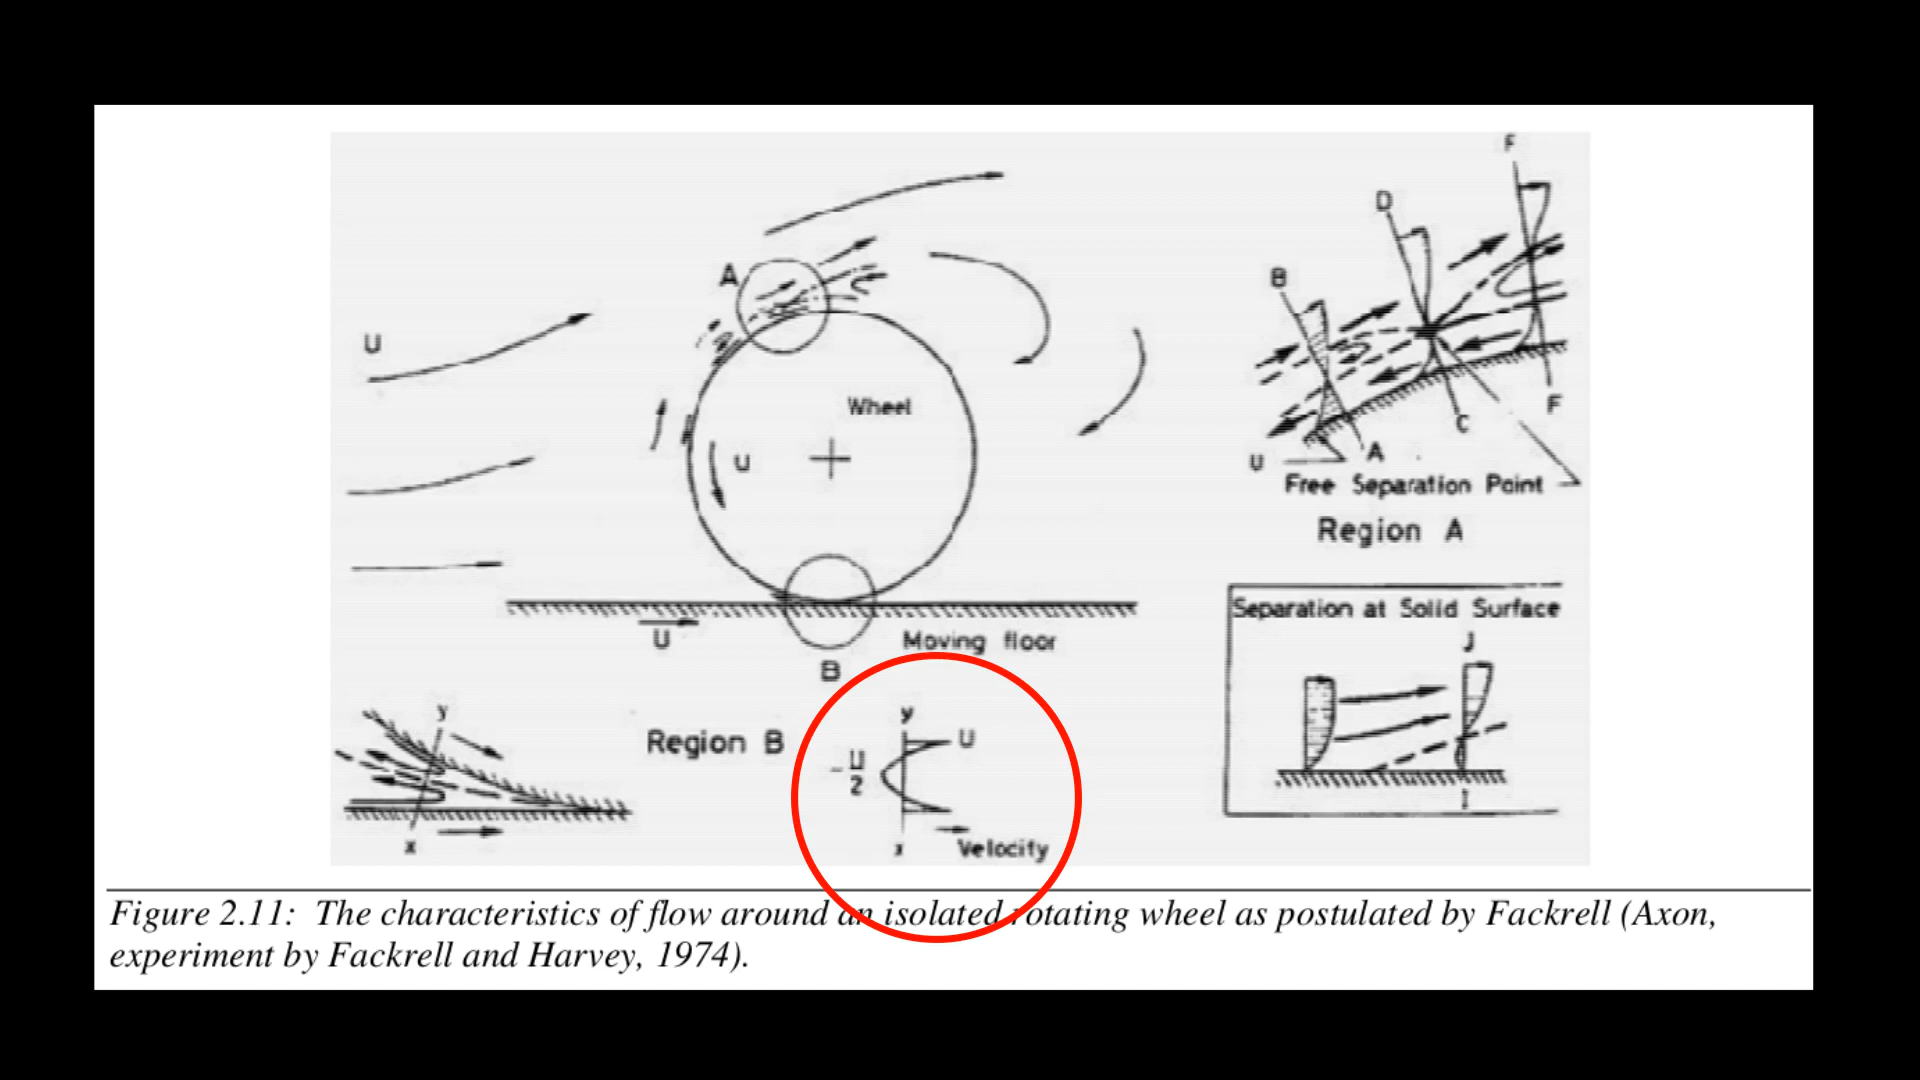 F
D
A
B
U
Wheel
U
C
F
U
A
Free Separation Point
Region A
U
Moving floor
B
Separation at Solid Surface
J
y
Region B
y
U
-U/2
I
x
x
Velocity
Figure 2.11: The characteristics of flow around an isolated rotating wheel as postulated by Fackrell (Axon,
experiment by Fackrell and Harvey, 1974).